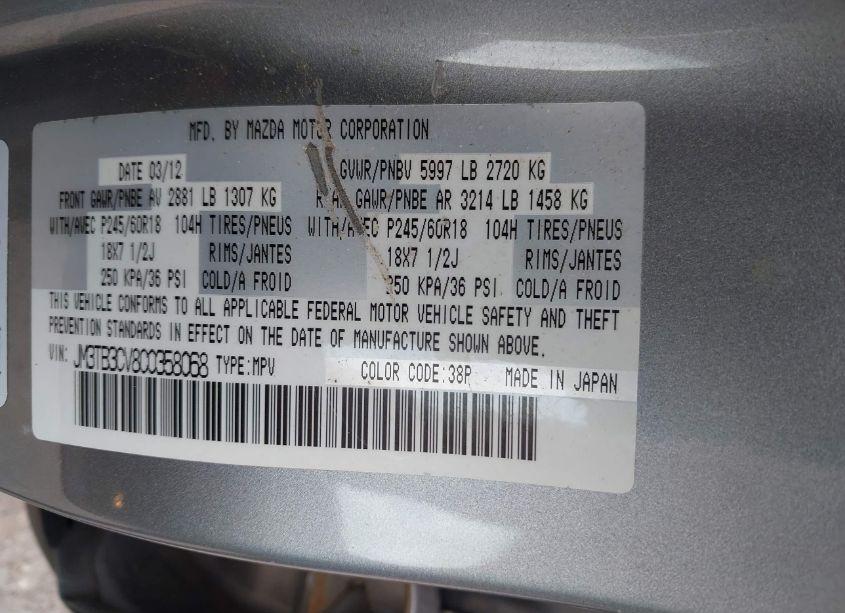 MFD. BY MAZDA MOTOR CORPORATION
DATE 03/12 GVWR/PNBV 5997 LB 2720 KG
FRONT GAWR/PNBE AV 2881 LB 1307 KG REAR GAWR/PNBE AR 3214 LB 1458 KG
WITH/AVEC P245/60R18 104H TIRES/PNEUS WITH/AVEC P245/60R18 104H TIRES/PNEUS
18X7 1/2J RIMS/JANTES 18X7 1/2J RIMS/JANTES
250 KPA/36 PSI COLD/A FROID 250 KPA/36 PSI COLD/A FROID
THIS VEHICLE CONFORMS TO ALL APPLICABLE FEDERAL MOTOR VEHICLE SAFETY AND THEFT
PREVENTION STANDARDS IN EFFECT ON THE DATE OF MANUFACTURE SHOWN ABOVE.
VIN: JM3TB3CV8C0358068 TYPE:MPV COLOR CODE:38P MADE IN JAPAN